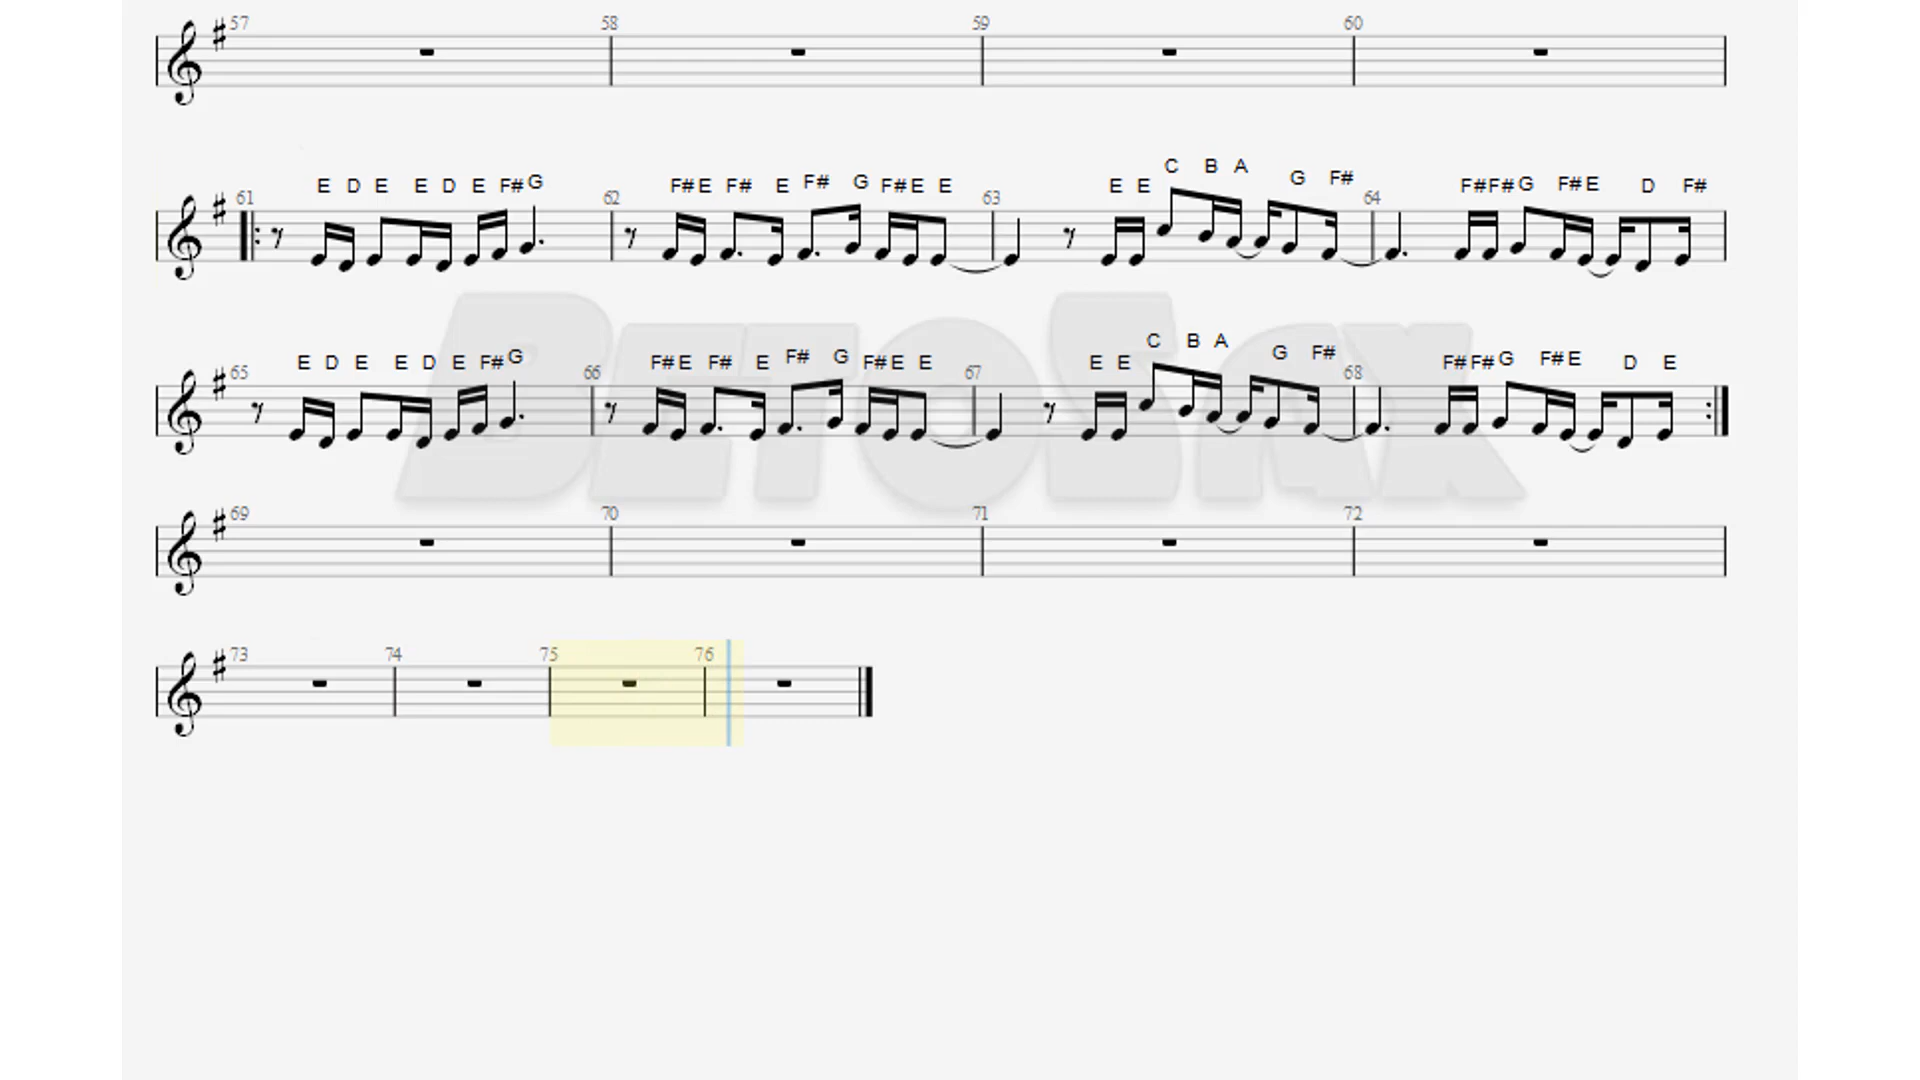 57 58 59 60
E D E E D E F# G F# E F# E F# G F# E E E E C B A G F# F# F# G F# E D F#
61 62 63 64
E D E E D E F# G F# E F# E F# G F# E E E E C B A G F# F# F# G F# E D E
65 66 67 68
BETOSAX
69 70 71 72
73 74 75 76